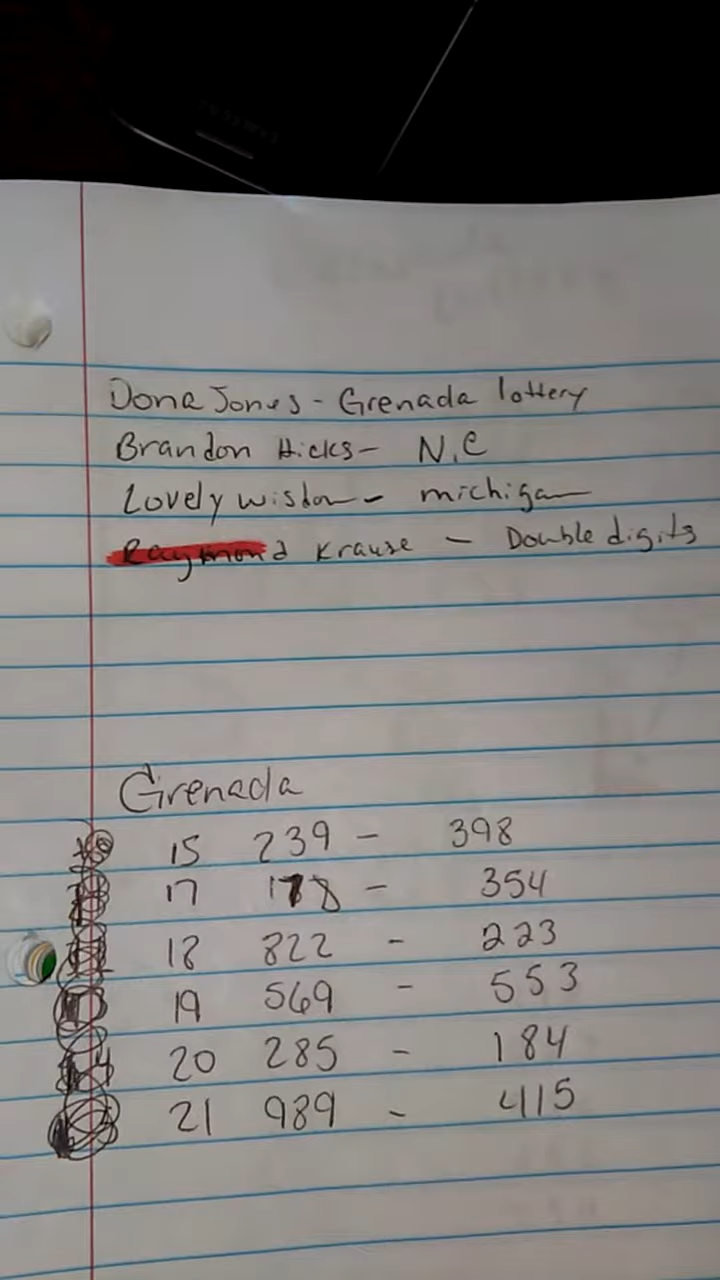 Dona Jones - Grenada lottery
Brandon Hicks - N.C
Lovely wisdom - michigan
Raymond Krause - Double digits
Grenada
15 239 - 398
17 178 - 354
18 822 - 223
19 569 - 553
20 285 - 184
21 989 - 415